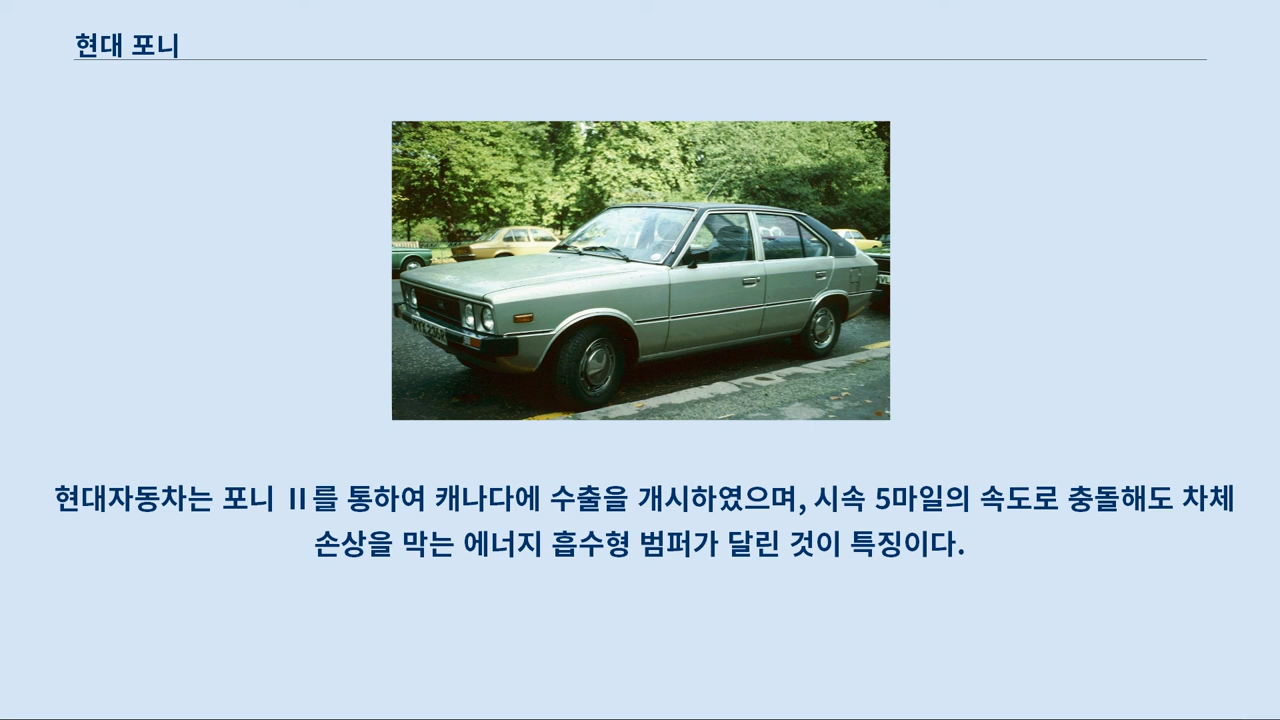 현대 포니
현대자동차는 포니 Ⅱ를 통하여 캐나다에 수출을 개시하였으며, 시속 5마일의 속도로 충돌해도 차체
손상을 막는 에너지 흡수형 범퍼가 달린 것이 특징이다.